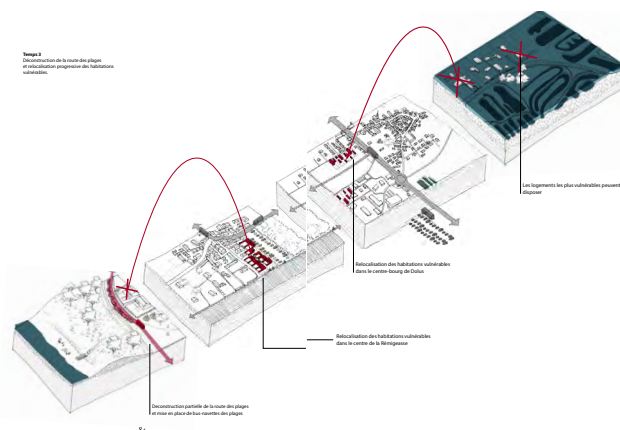 Temps 3
Déconstruction de la route des plages
et relocalisation progressive des habitations
vulnérables.
Les logements les plus vulnérables peuvent
disposer
Relocalisation des habitations vulnérables
dans le centre-bourg de Dolus
Relocalisation des habitations vulnérables
dans le centre de la Rémigeasse
Deconstruction partielle de la route des plages
et mise en place de bus-navettes des plages